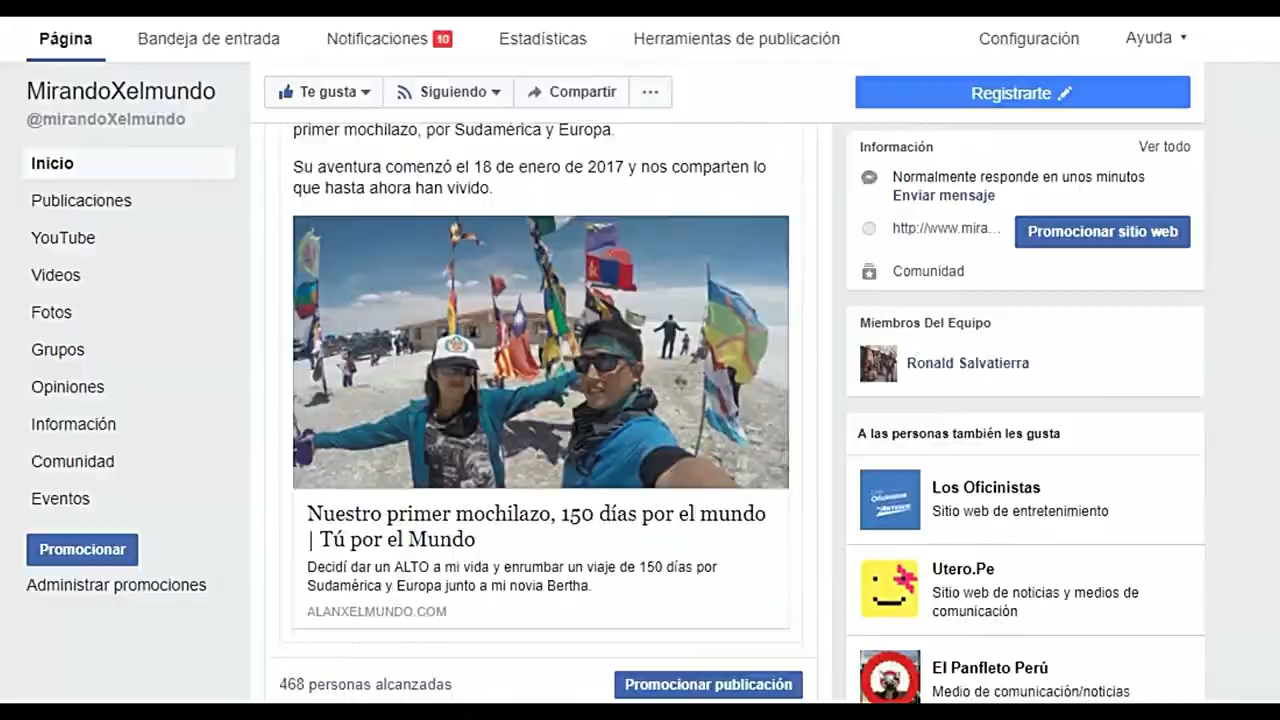 Página
Bandeja de entrada
Notificaciones 10
Estadísticas
Herramientas de publicación
Configuración
Ayuda
MirandoXelmundo
@mirandoXelmundo
Inicio
Publicaciones
YouTube
Videos
Fotos
Grupos
Opiniones
Información
Comunidad
Eventos
Promocionar
Administrar promociones
Te gusta
Siguiendo
Compartir
...
Registrarte
primer mochilazo, por Sudamérica y Europa.
Su aventura comenzó el 18 de enero de 2017 y nos comparten lo
que hasta ahora han vivido.
Nuestro primer mochilazo, 150 días por el mundo
| Tú por el Mundo
Decidí dar un ALTO a mi vida y enrumbar un viaje de 150 días por
Sudamérica y Europa junto a mi novia Bertha.
ALANXELMUNDO.COM
468 personas alcanzadas
Promocionar publicación
Información
Ver todo
Normalmente responde en unos minutos
Enviar mensaje
http://www.mira...
Promocionar sitio web
Comunidad
Miembros Del Equipo
Ronald Salvatierra
A las personas también les gusta
Los Oficinistas
Sitio web de entretenimiento
Utero.Pe
Sitio web de noticias y medios de
comunicación
El Panfleto Perú
Medio de comunicación/noticias